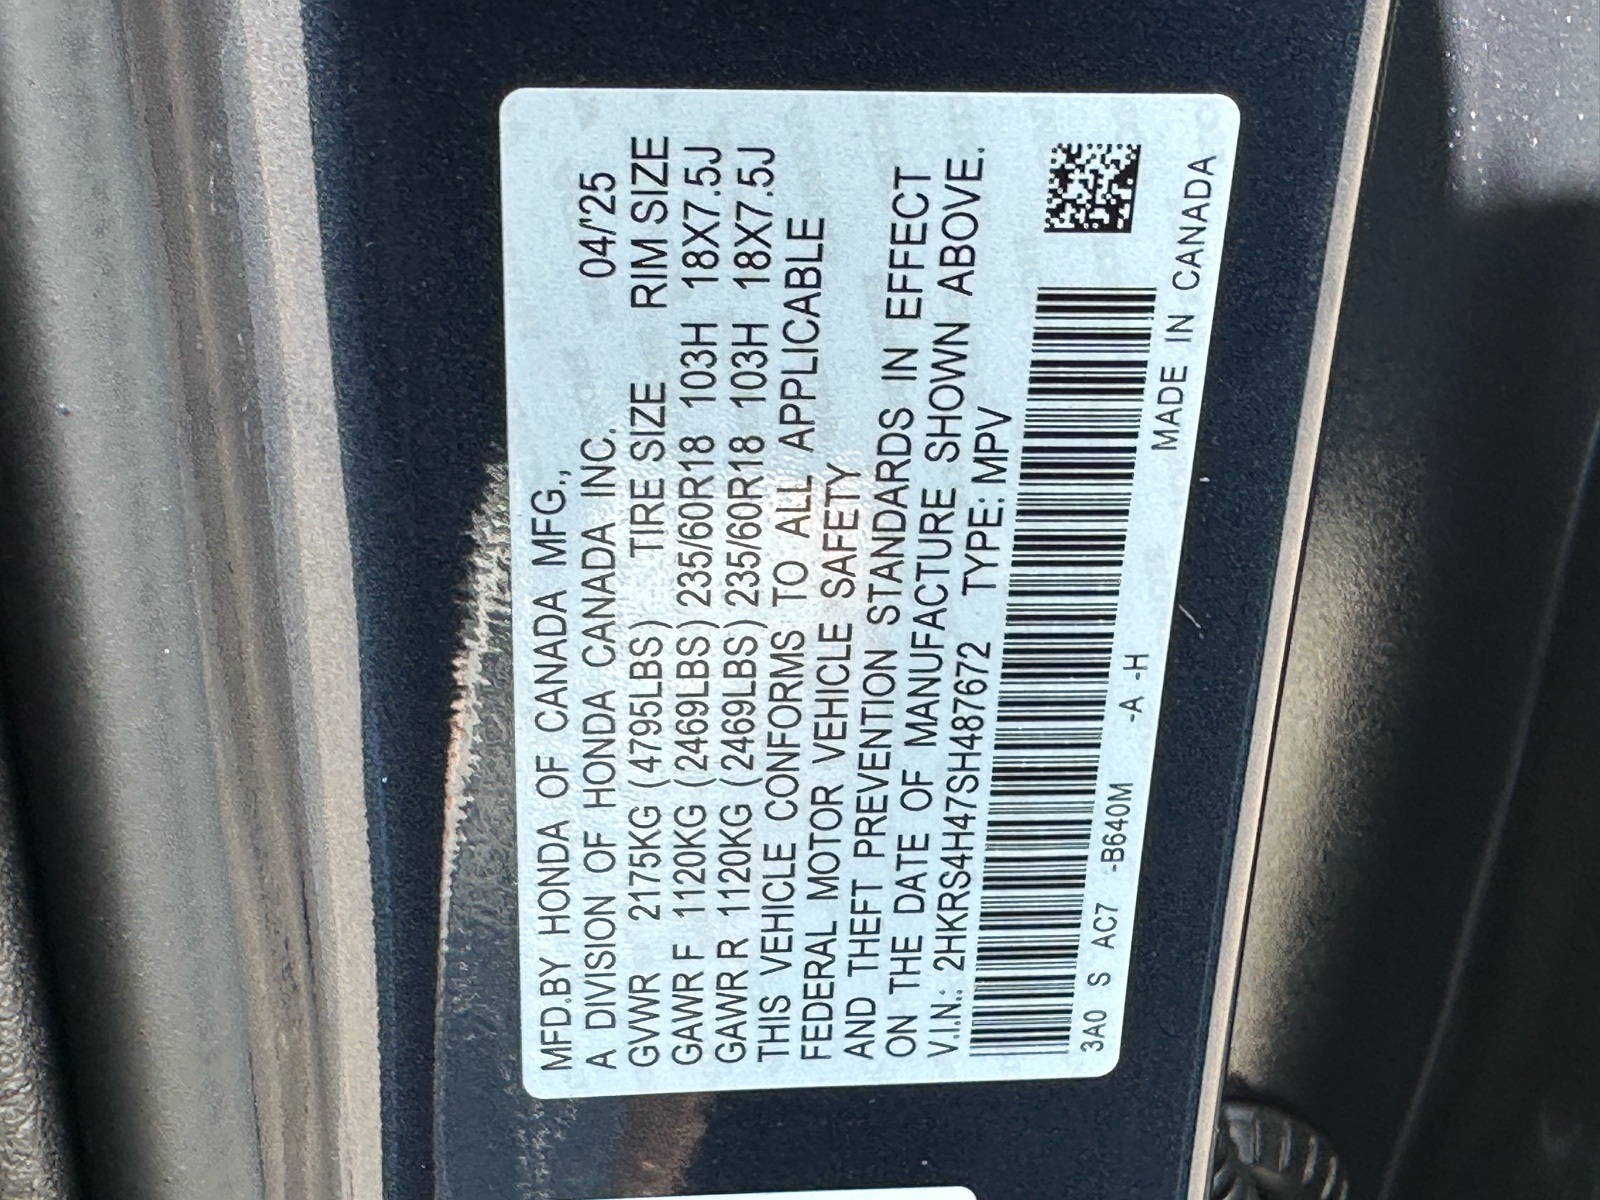 MFD.BY HONDA OF CANADA MFG.,
A DIVISION OF HONDA CANADA INC. 04/'25
GVWR 2175KG (4795LBS) TIRE SIZE RIM SIZE
GAWR F 1120KG (2469LBS) 235/60R18 103H 18X7.5J
GAWR R 1120KG (2469LBS) 235/60R18 103H 18X7.5J
THIS VEHICLE CONFORMS TO ALL APPLICABLE
FEDERAL MOTOR VEHICLE SAFETY
AND THEFT PREVENTION STANDARDS IN EFFECT
ON THE DATE OF MANUFACTURE SHOWN ABOVE.
V.I.N.: 2HKRS4H47SH487672 TYPE: MPV
3A0 S AC7 -B640M -A -H
MADE IN CANADA